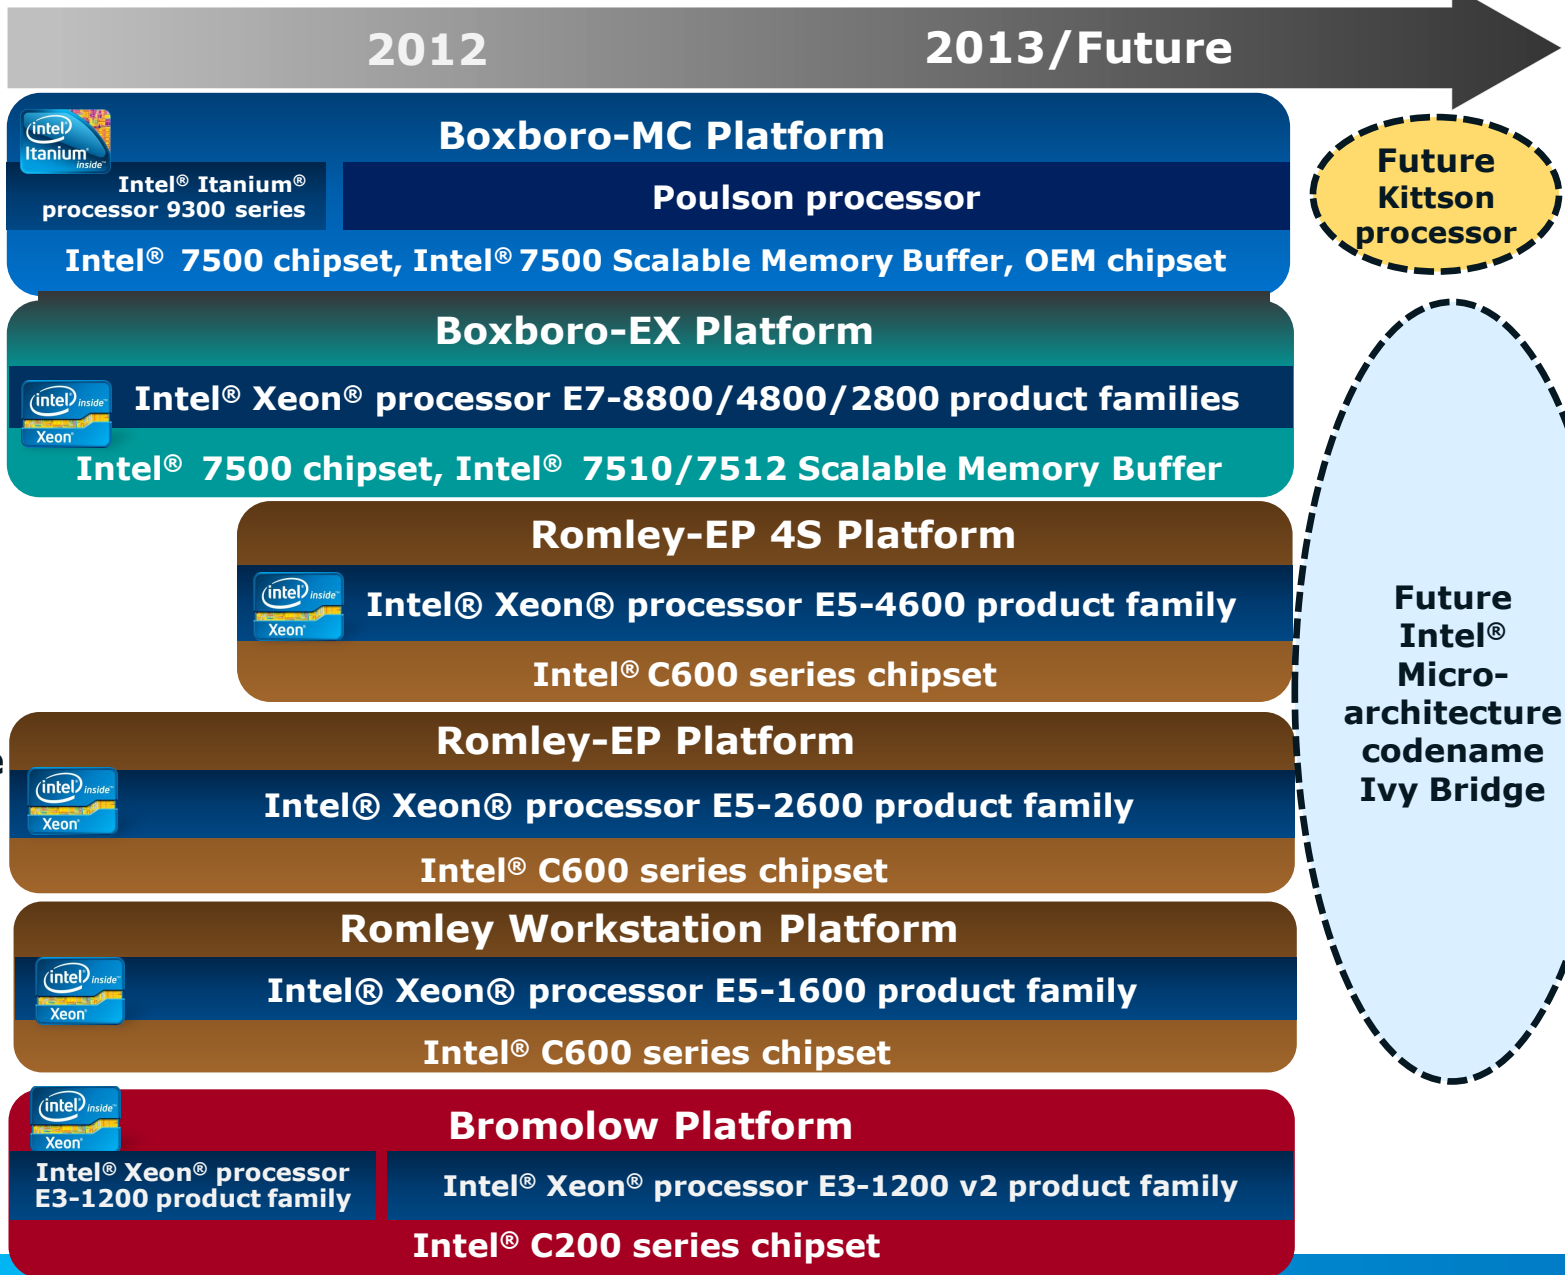 2012
2013/Future
Boxboro-MC Platform
intel
Itanium
inside™
Intel® Itanium®
processor 9300 series
Poulson processor
Intel® 7500 chipset, Intel® 7500 Scalable Memory Buffer, OEM chipset
Future
Kittson
processor
Boxboro-EX Platform
intel inside™
Xeon
Intel® Xeon® processor E7-8800/4800/2800 product families
Intel® 7500 chipset, Intel® 7510/7512 Scalable Memory Buffer
Romley-EP 4S Platform
intel inside™
Xeon
Intel® Xeon® processor E5-4600 product family
Intel® C600 series chipset
Future
Intel®
Micro-
architecture
codename
Ivy Bridge
Romley-EP Platform
intel inside™
Xeon
Intel® Xeon® processor E5-2600 product family
Intel® C600 series chipset
Romley Workstation Platform
intel inside™
Xeon
Intel® Xeon® processor E5-1600 product family
Intel® C600 series chipset
intel inside™
Xeon
Bromolow Platform
Intel® Xeon® processor
E3-1200 product family
Intel® Xeon® processor E3-1200 v2 product family
Intel® C200 series chipset